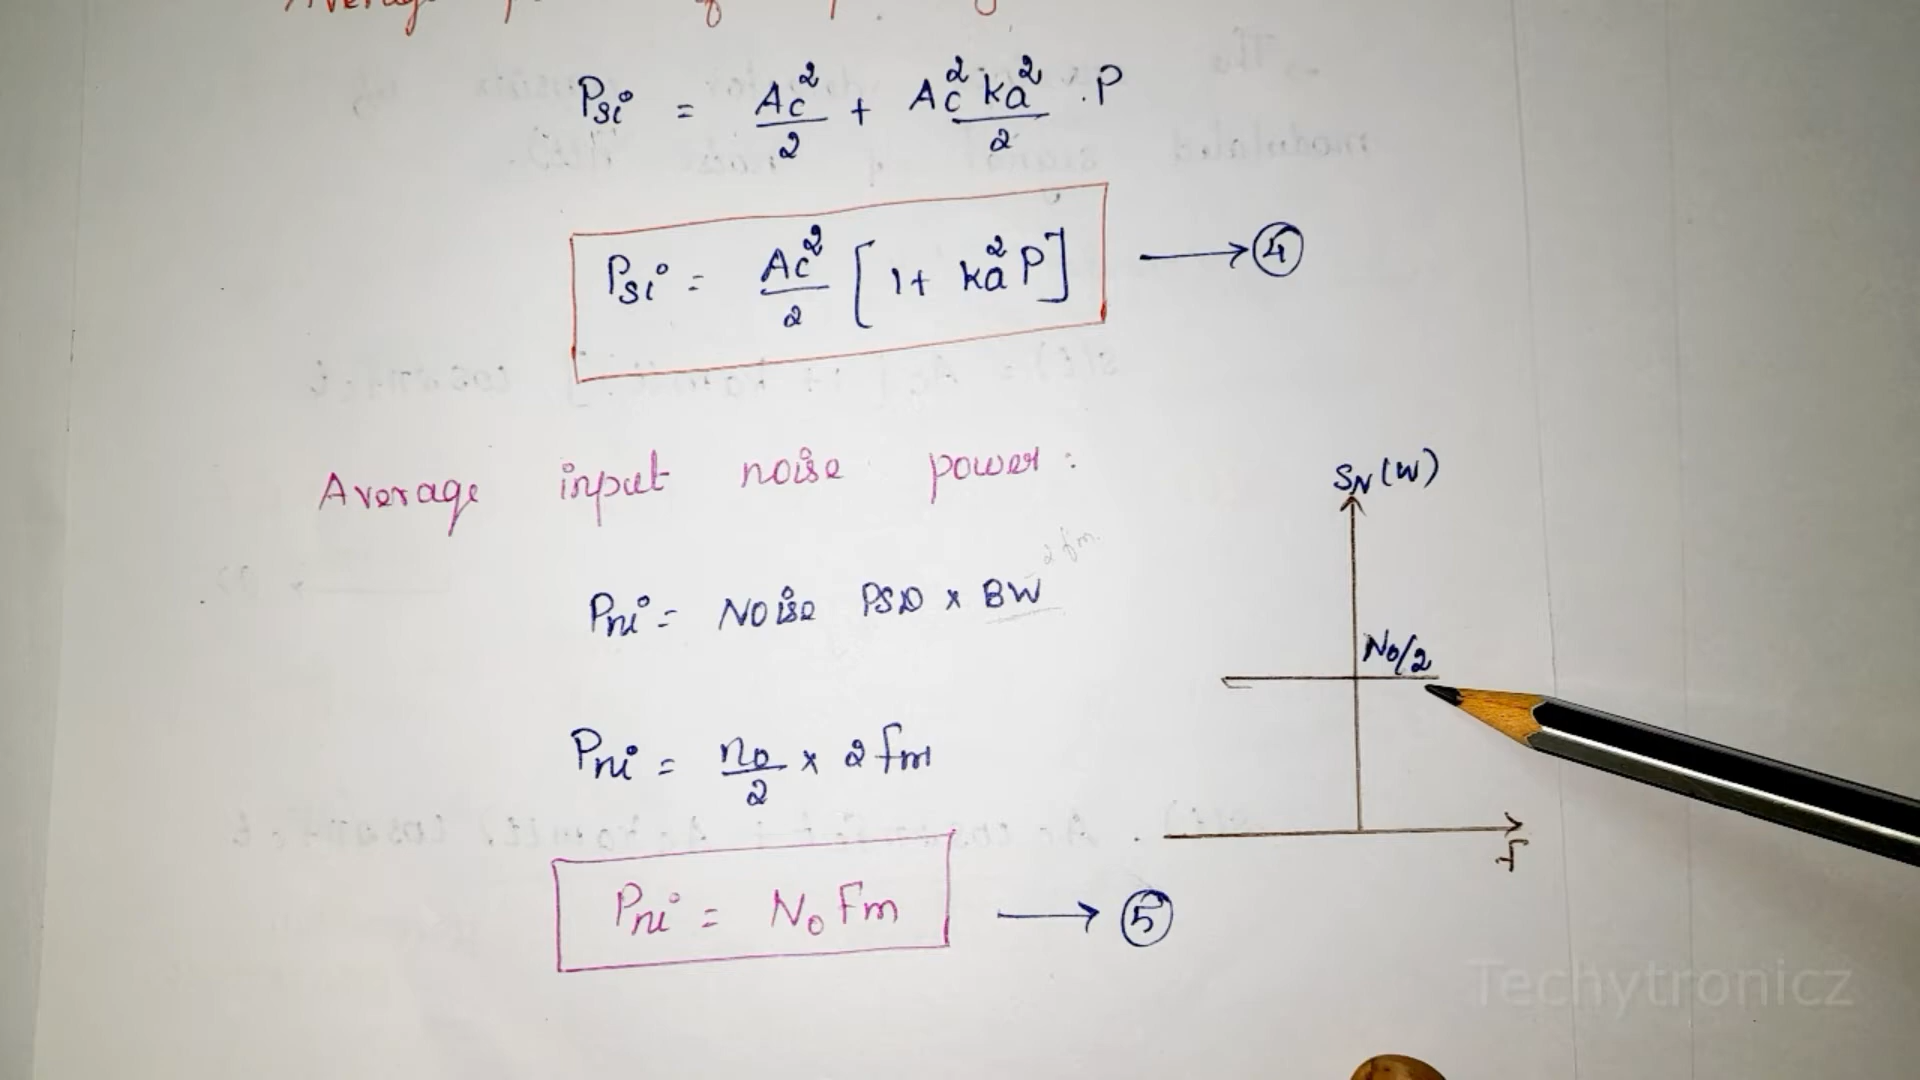 Average
Psi = Ac²/2 + Ac² ka²/2 . P
Psi = Ac²/2 [1 + ka² P] → ④
Average input noise power :
SN(W)
2fm
Pni = Noise PSD × BW
No/2
Pni = no/2 × 2 fm
f
Pni = No Fm → ⑤
Techytronicz